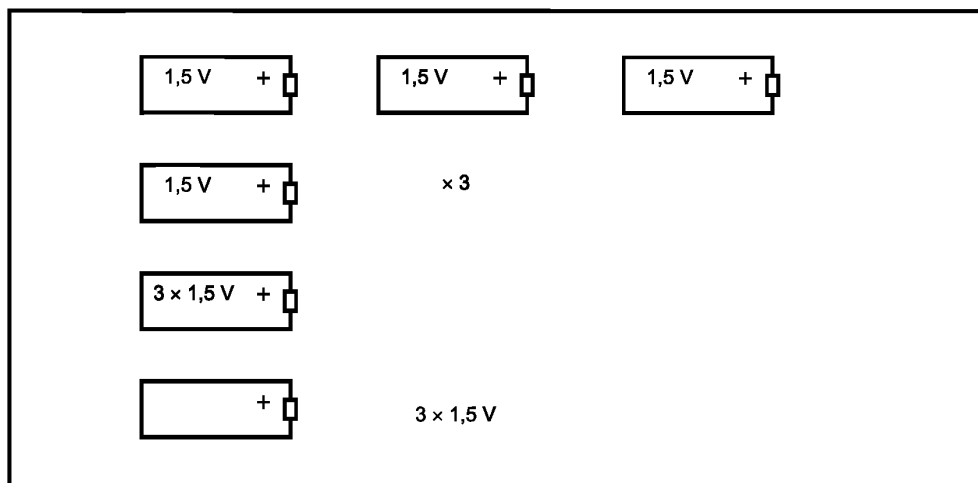 1,5 V + 1,5 V + 1,5 V +
1,5 V + × 3
3 × 1,5 V +
+ 3 × 1,5 V